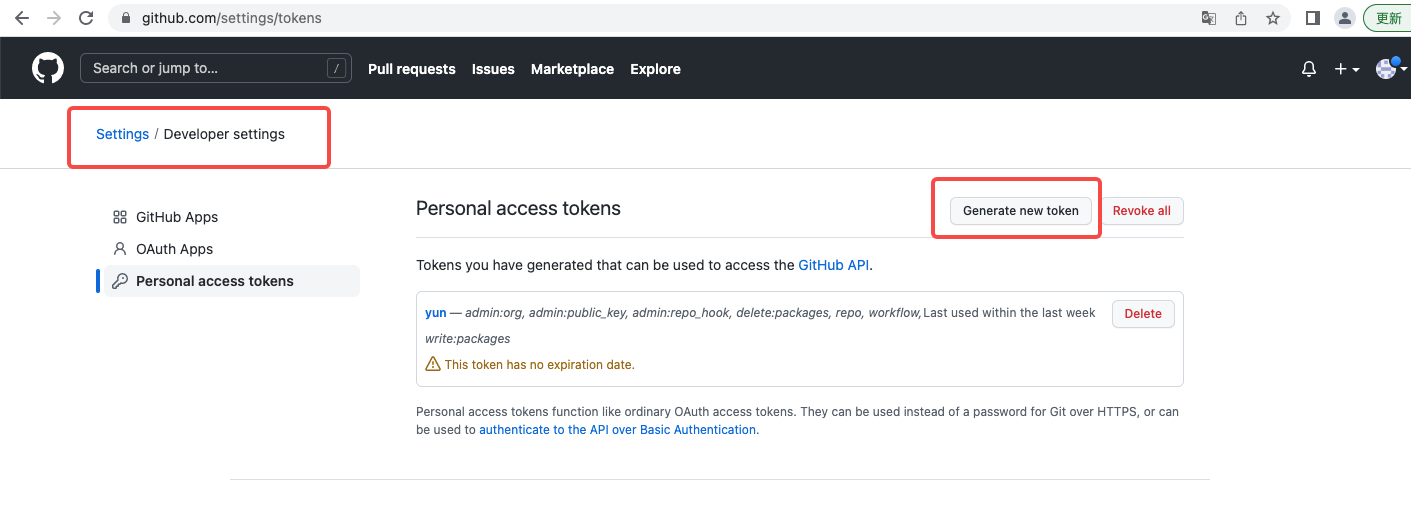 github.com/settings/tokens
更新
Search or jump to...
/
Pull requests
Issues
Marketplace
Explore
Settings / Developer settings
GitHub Apps
OAuth Apps
Personal access tokens
Personal access tokens
Generate new token
Revoke all
Tokens you have generated that can be used to access the GitHub API.
yun — admin:org, admin:public_key, admin:repo_hook, delete:packages, repo, workflow, Last used within the last week
Delete
write:packages
This token has no expiration date.
Personal access tokens function like ordinary OAuth access tokens. They can be used instead of a password for Git over HTTPS, or can
be used to authenticate to the API over Basic Authentication.